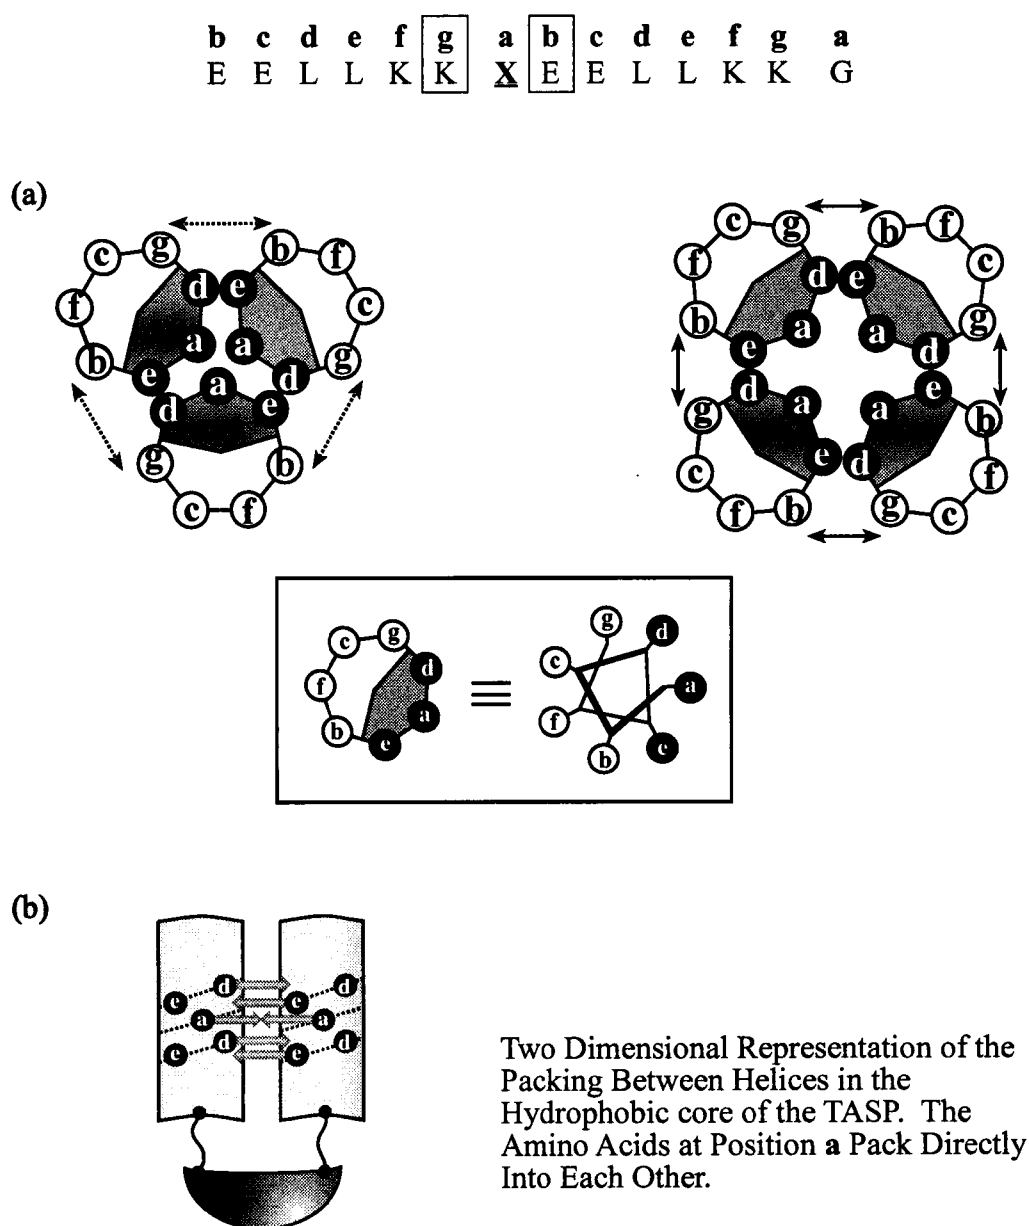 b c d e f g a b c d e f g a
E E L L K K X E E L L K K G
(a)
g b
c f
d e
f c
a a
b g
e a d
d e
g b
c f
c g b f
f d e c
b a a g
e d
d e
g a a b
c e d f
f b g c
c g
d
f
a
b
e
≡
g
d
c
a
f
b e
(b)
d d
e e
a a
d d
e e
Two Dimensional Representation of the
Packing Between Helices in the
Hydrophobic core of the TASP. The
Amino Acids at Position a Pack Directly
Into Each Other.